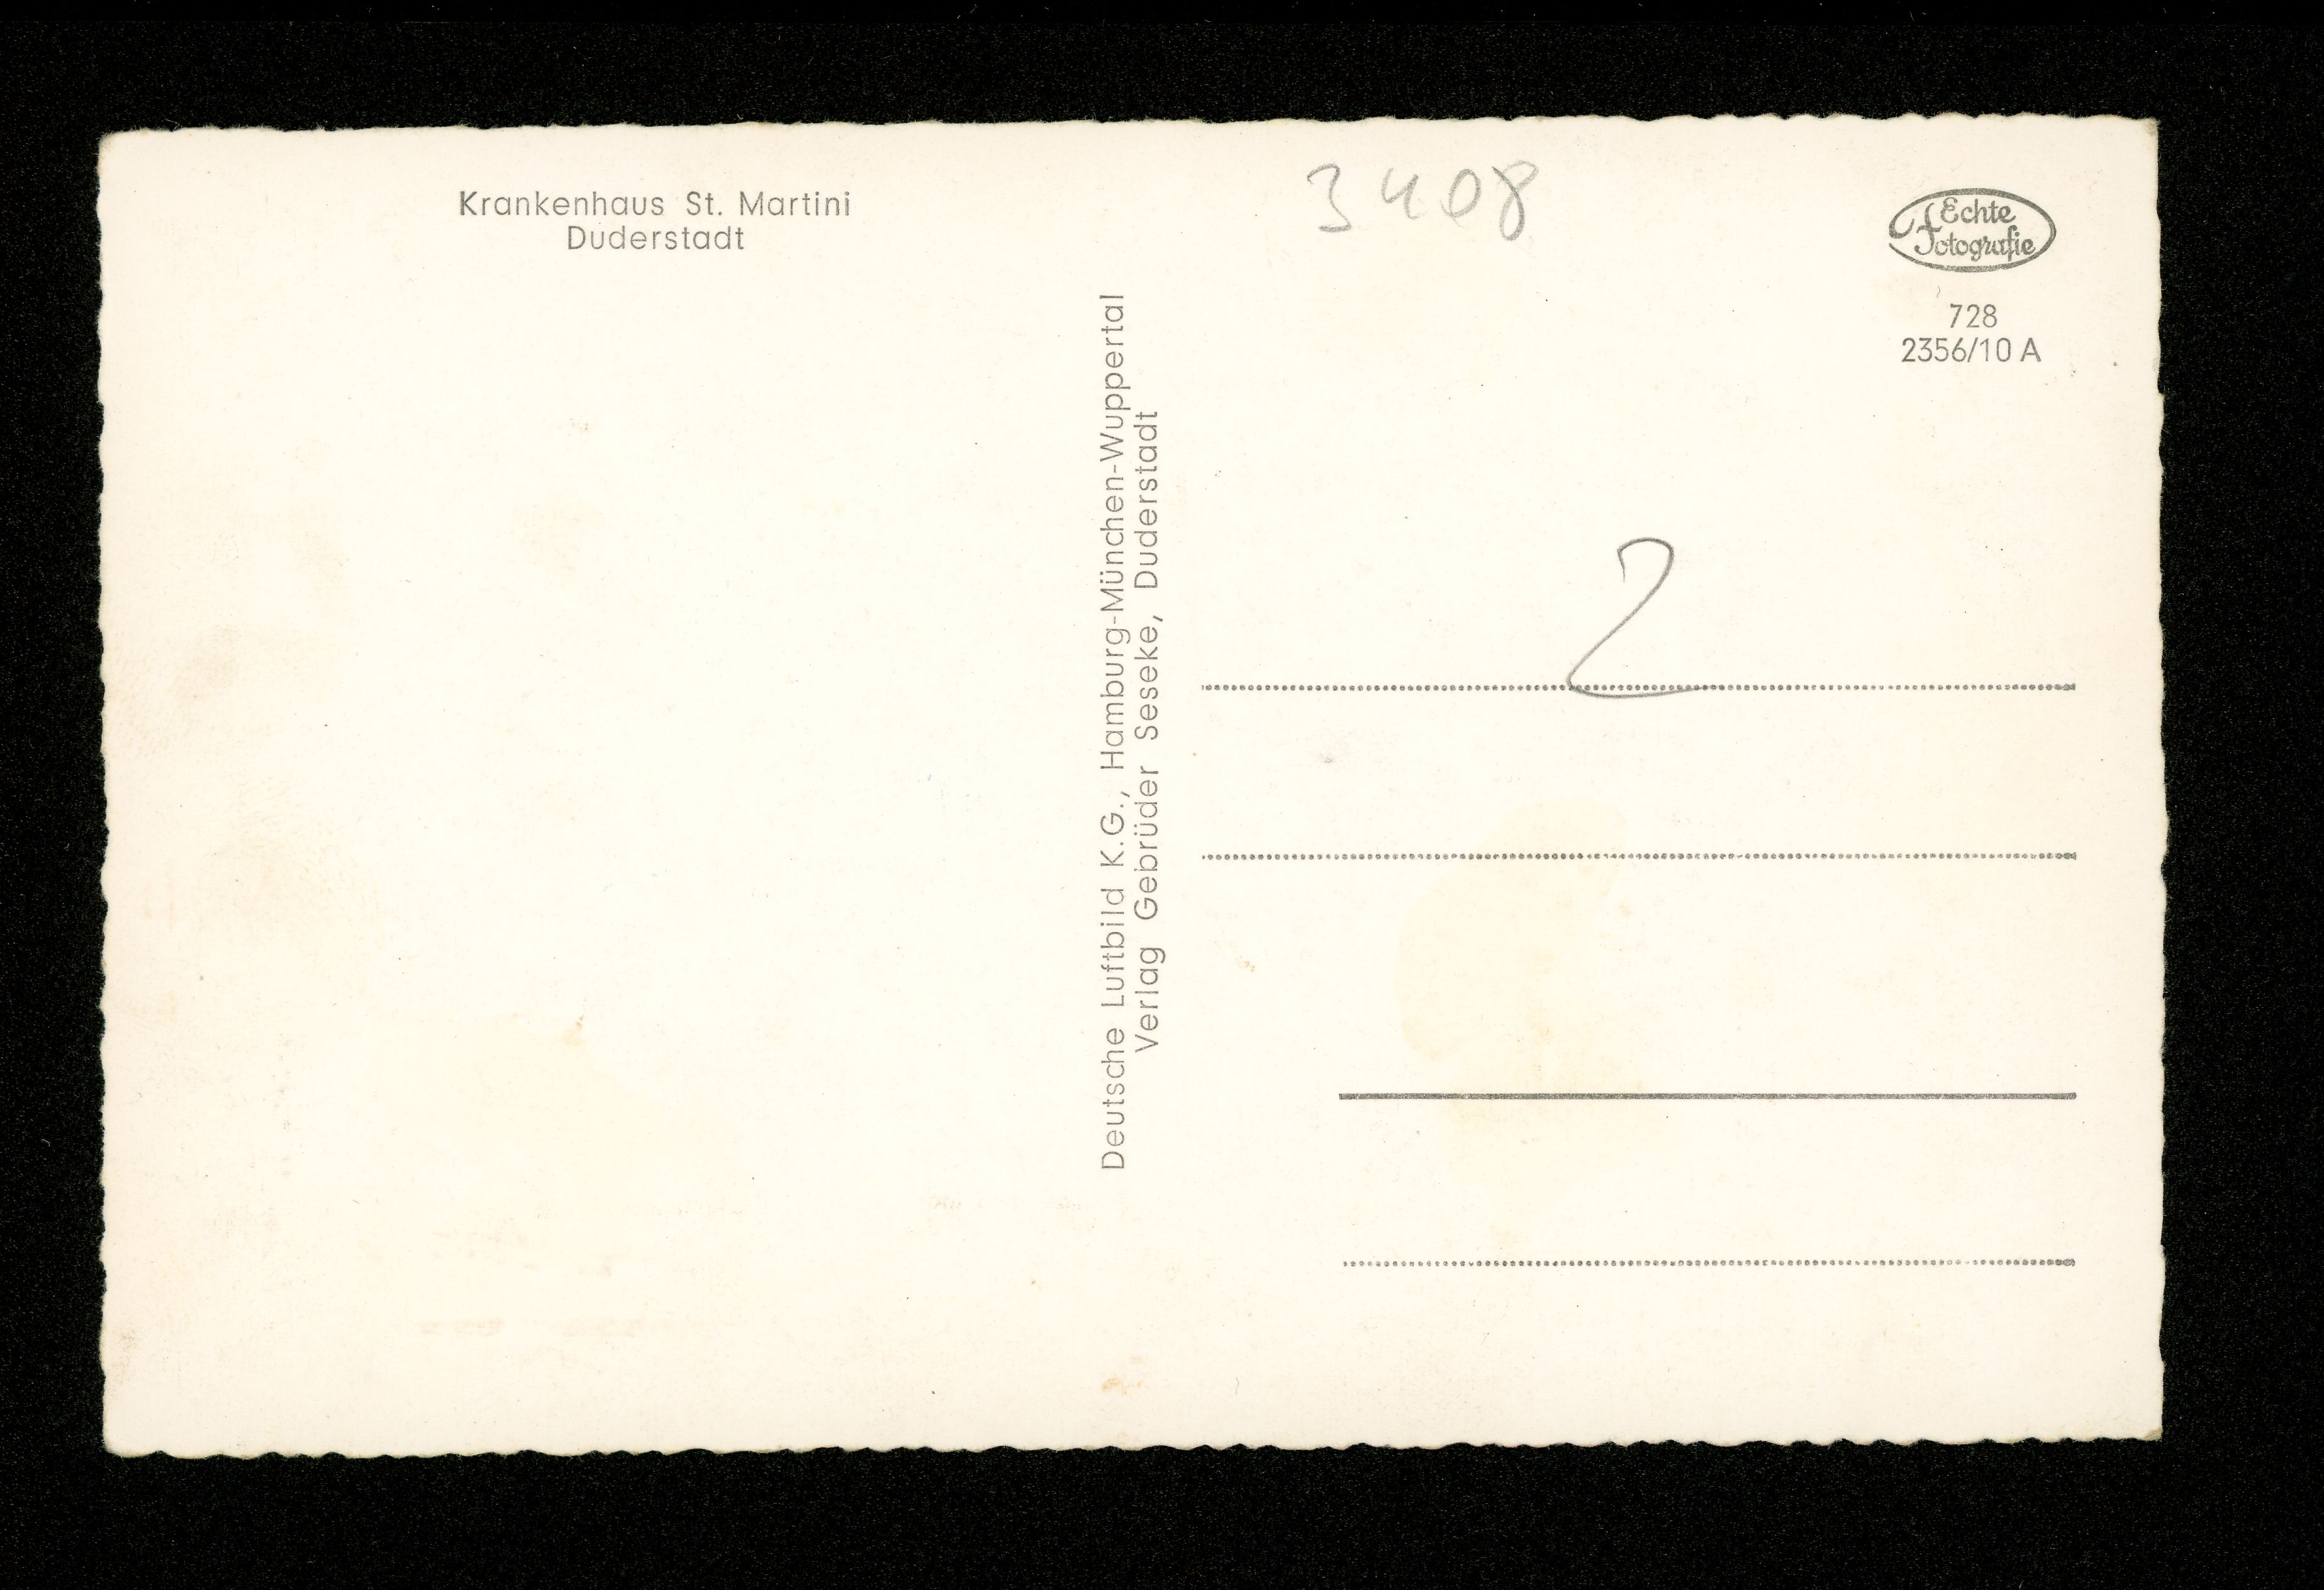 Krankenhaus St. Martini
Duderstadt
Deutsche Luftbild K.G., Hamburg-München-Wuppertal
Verlag Gebrüder Seseke, Duderstadt
3408
Echte
Fotografie
728
2356/10 A
2